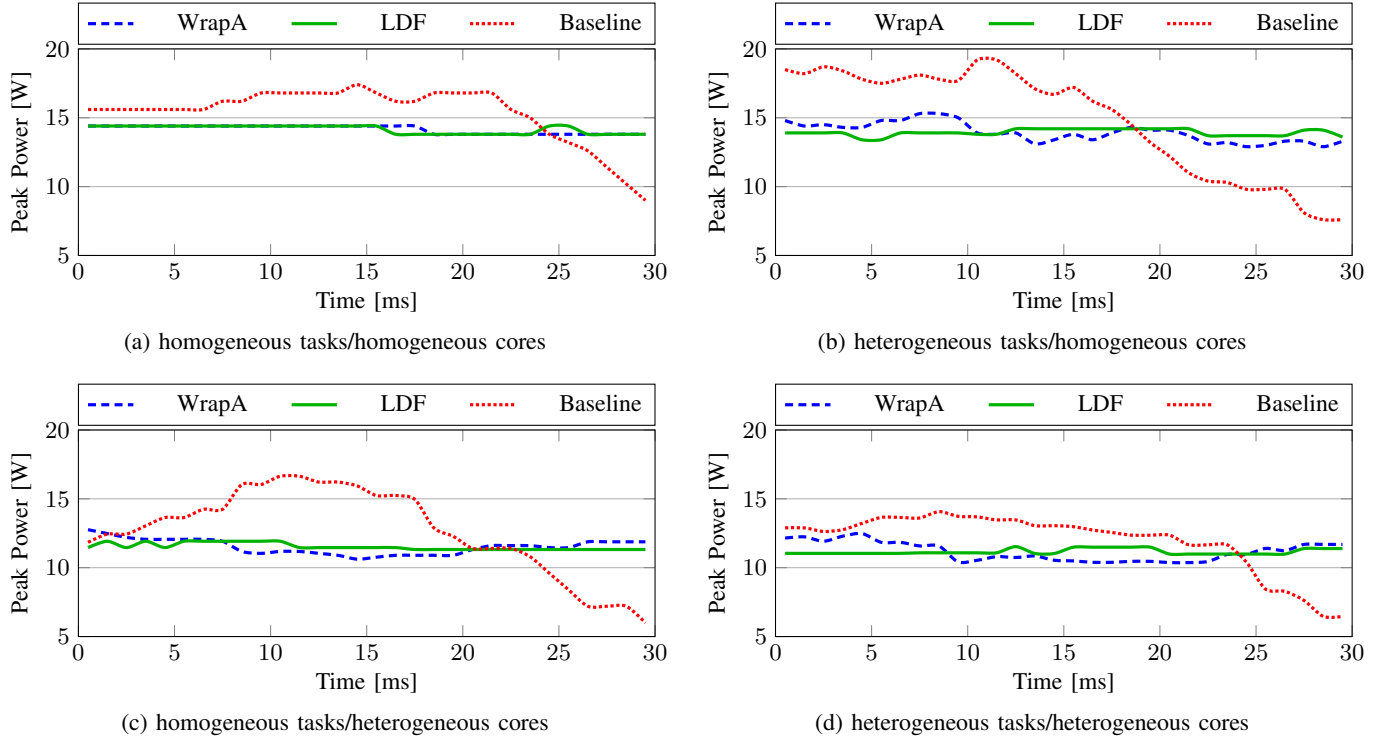 WrapA LDF Baseline
20
15
10
5
0 5 10 15 20 25 30
Peak Power [W]
Time [ms]
(a) homogeneous tasks/homogeneous cores
WrapA LDF Baseline
20
15
10
5
0 5 10 15 20 25 30
Peak Power [W]
Time [ms]
(b) heterogeneous tasks/homogeneous cores
WrapA LDF Baseline
20
15
10
5
0 5 10 15 20 25 30
Peak Power [W]
Time [ms]
(c) homogeneous tasks/heterogeneous cores
WrapA LDF Baseline
20
15
10
5
0 5 10 15 20 25 30
Peak Power [W]
Time [ms]
(d) heterogeneous tasks/heterogeneous cores